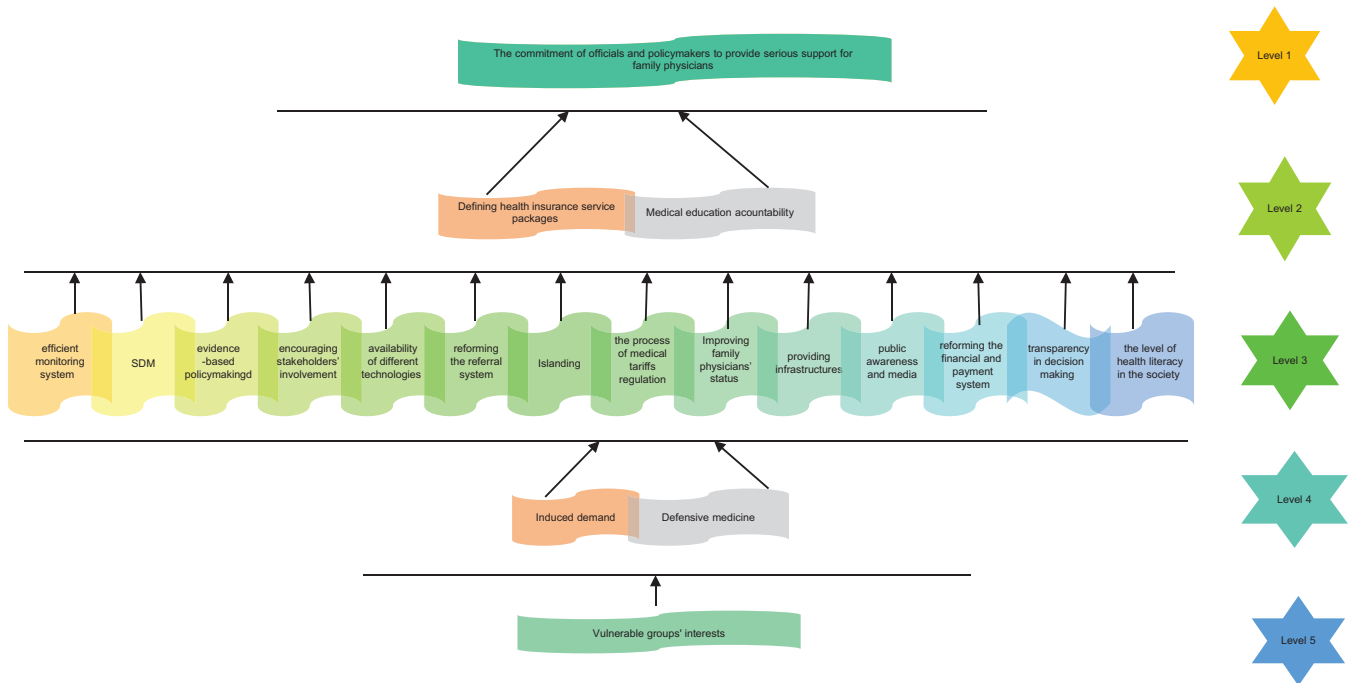 The commitment of officials and policymakers to provide serious support for
family physicians
Level 1
Defining health insurance service
packages
Medical education acountability
Level 2
efficient
monitoring
system
SDM
evidence
-based
policymakingd
encouraging
stakeholders'
involvement
availability
of different
technologies
reforming
the referral
system
Islanding
the process
of medical
tariffs
regulation
Improving
family
physicians'
status
providing
infrastructures
public
awareness
and media
reforming the
financial and
payment
system
transparency
in decision
making
the level of
health literacy
in the society
Level 3
Induced demand
Defensive medicine
Level 4
Vulnerable groups' interests
Level 5